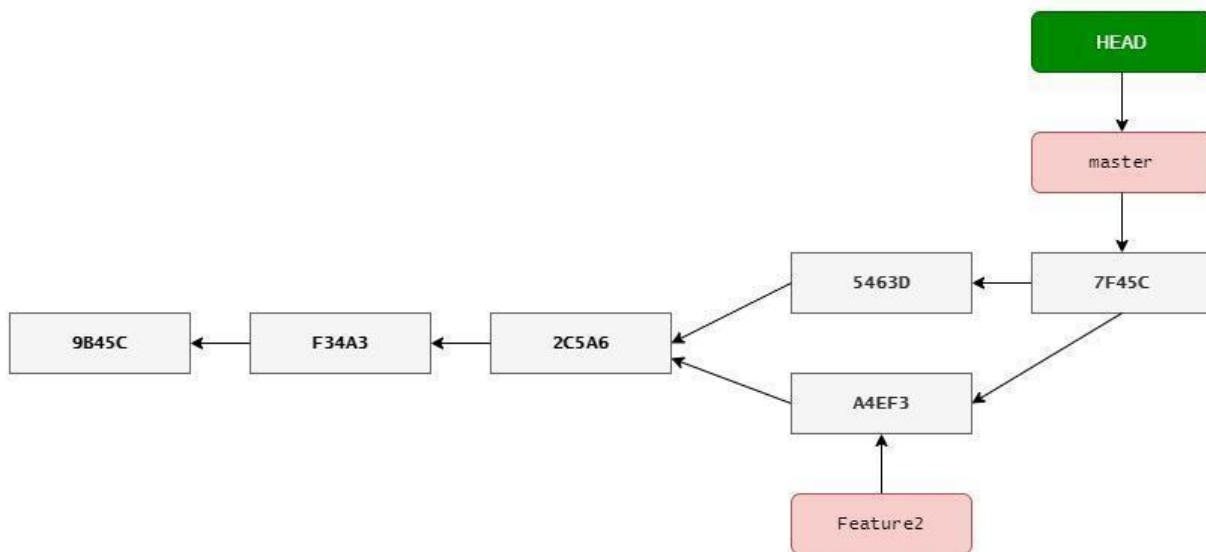 HEAD
master
5463D
7F45C
9B45C
F34A3
2C5A6
A4EF3
Feature2